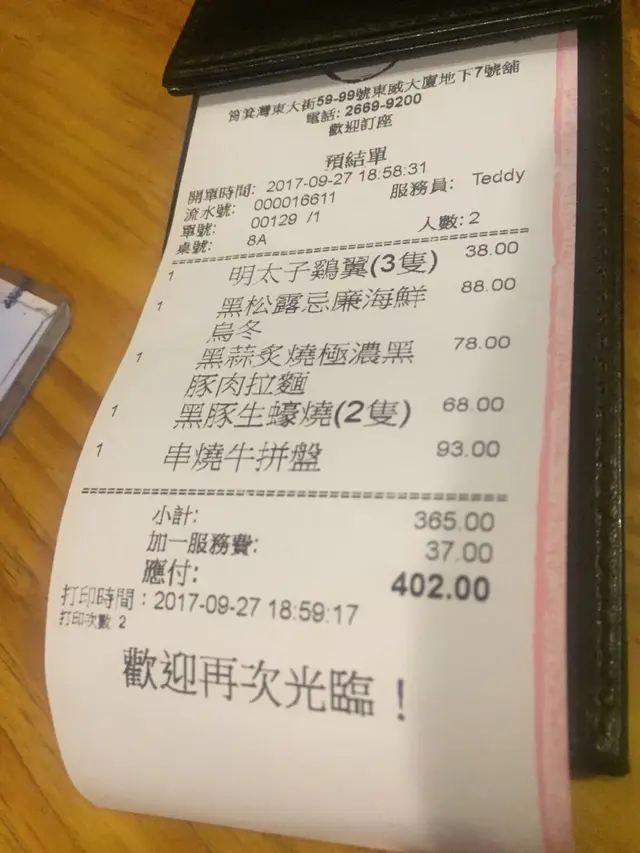 筲箕灣東大街59-99號東威大廈地下7號舖
電話: 2669-9200
歡迎訂座
預結單
開單時間: 2017-09-27 18:58:31
流水號: 000016611 服務員: Teddy
單號: 00129 /1
桌號: 8A 人數: 2
1 明太子鷄翼(3隻) 38.00
1 黑松露忌廉海鮮 88.00
烏冬
1 黑蒜炙燒極濃黑 78.00
豚肉拉麵
1 黑豚生蠔燒(2隻) 68.00
1 串燒牛拼盤 93.00
小計: 365.00
加一服務費: 37.00
應付: 402.00
打印時間：2017-09-27 18:59:17
打印次數 2
歡迎再次光臨！